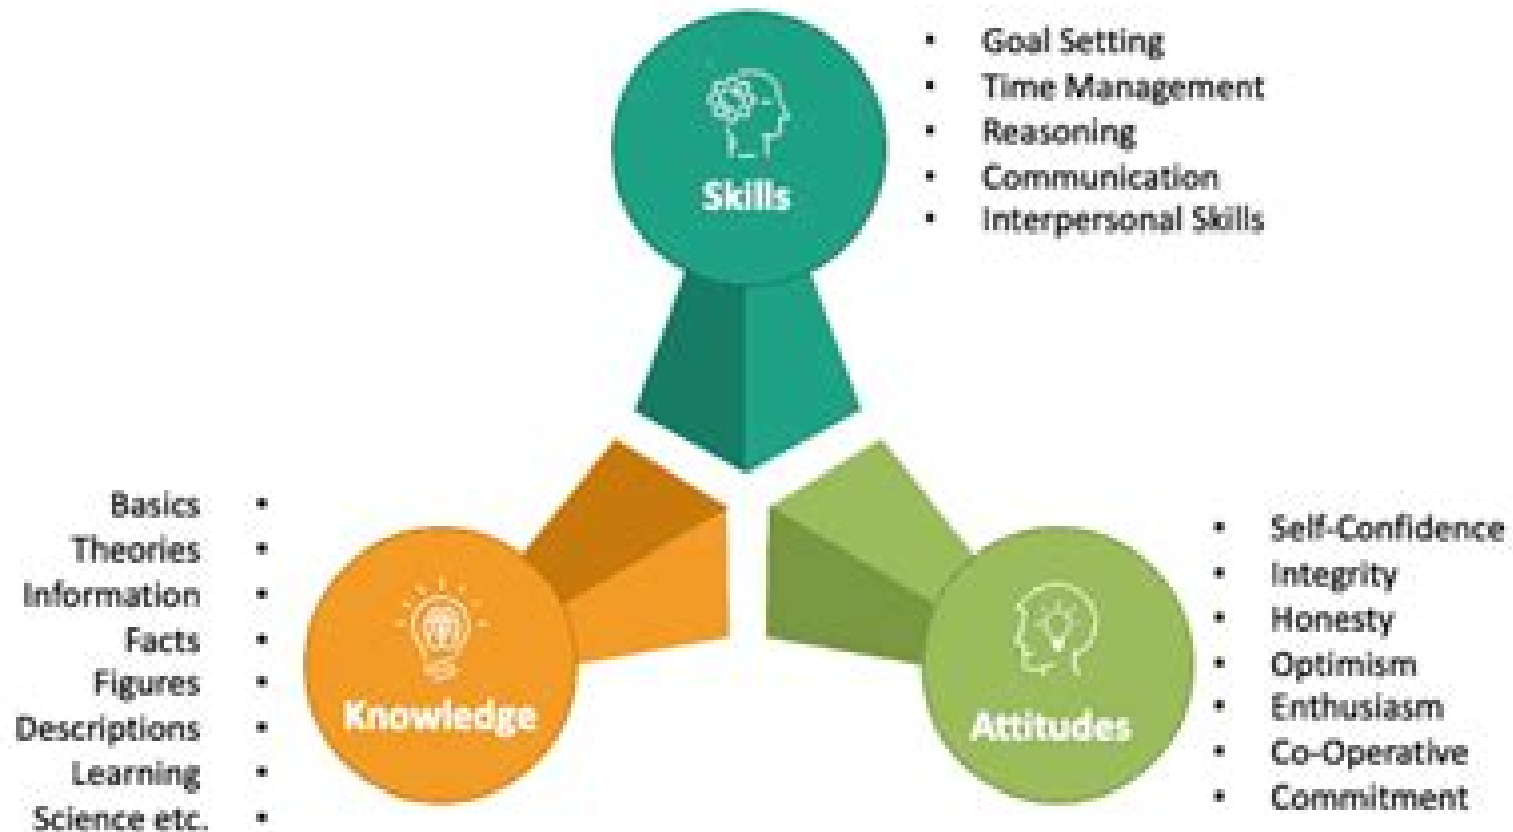 Skills
• Goal Setting
• Time Management
• Reasoning
• Communication
• Interpersonal Skills
Knowledge
Basics •
Theories •
Information •
Facts •
Figures •
Descriptions •
Learning •
Science etc. •
Attitudes
• Self-Confidence
• Integrity
• Honesty
• Optimism
• Enthusiasm
• Co-Operative
• Commitment